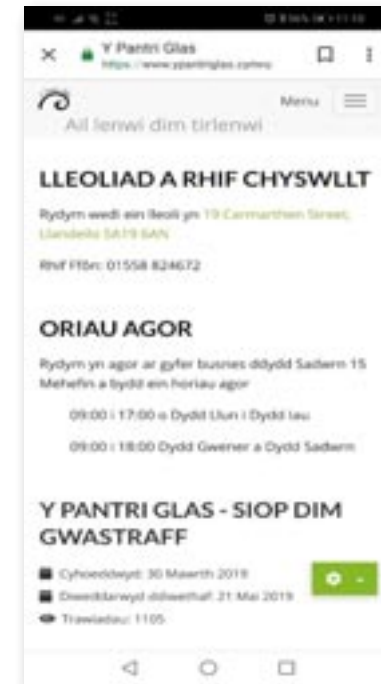 11:10
Y Pantri Glas
https://www.ypantriglas.cymru
Menu
Ail lenwi dim tirlenwi
LLEOLIAD A RHIF CHYSWLLT
Rydym wedi ein lleoli yn 19 Carmarthen Street,
Llandeilo SA19 6AN
Rhif Ffôn: 01558 824672
ORIAU AGOR
Rydym yn agor ar gyfer busnes ddydd Sadwrn 15
Mehefin a bydd ein horiau agor
09:00 i 17:00 o Dydd Llun i Dydd Iau
09:00 i 18:00 Dydd Gwener a Dydd Sadwrn
Y PANTRI GLAS - SIOP DIM
GWASTRAFF
Cyhoeddwyd: 30 Mawrth 2019
Diweddarwyd ddiwethaf: 21 Mai 2019
Trawiadau: 1105